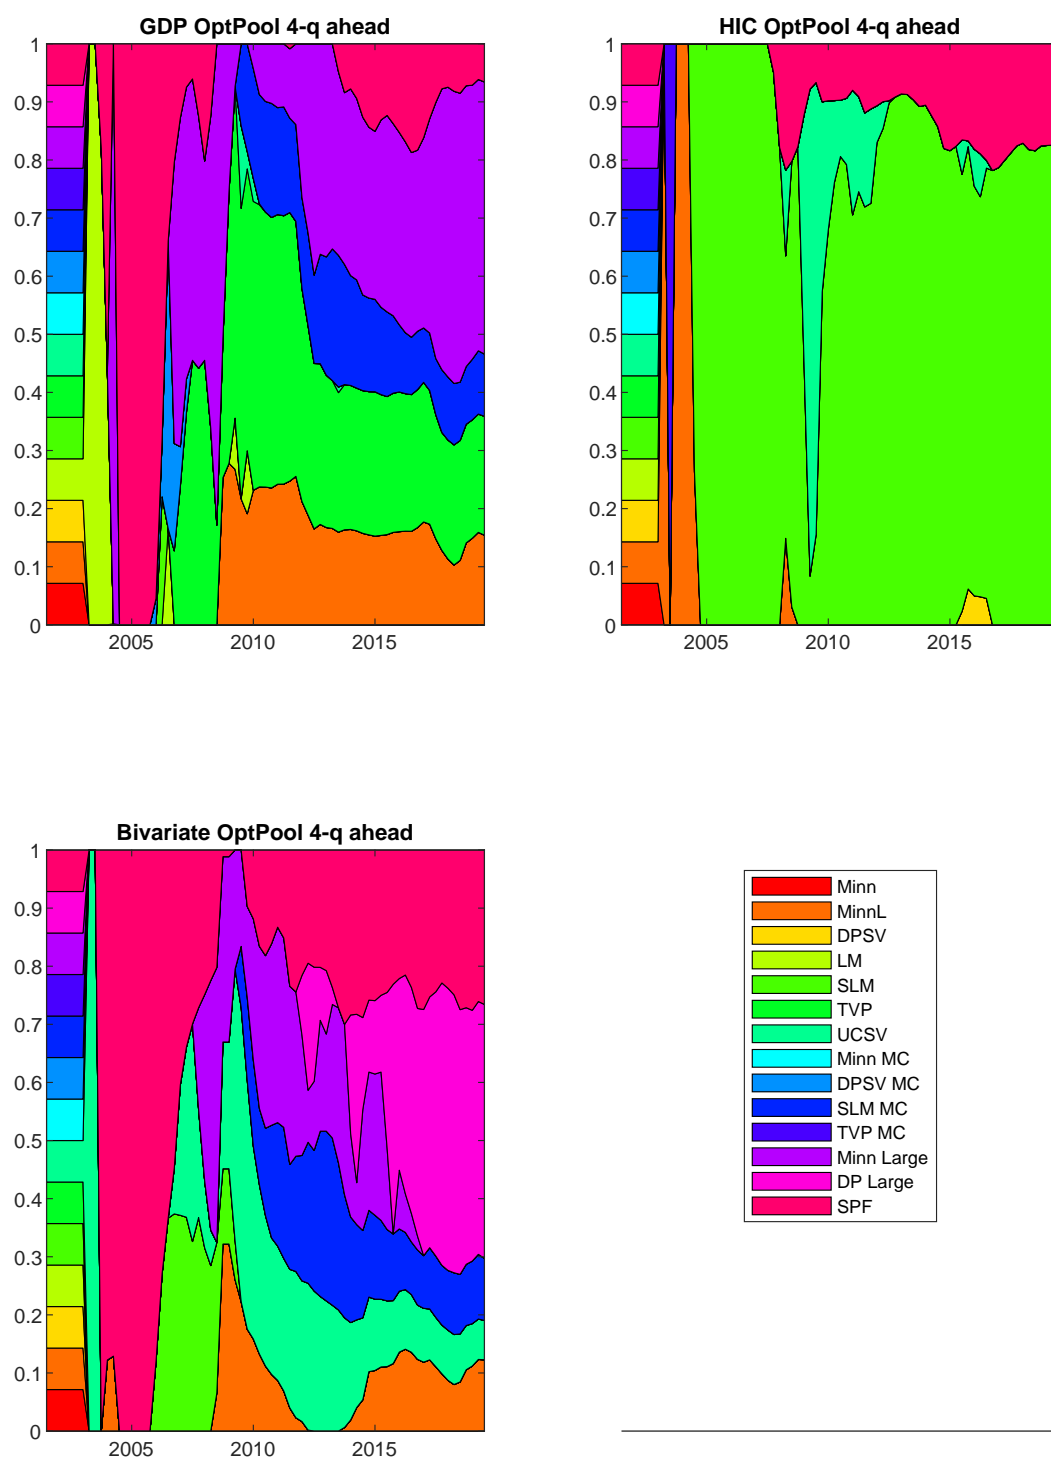 GDP OptPool 4-q ahead
1
0.9
0.8
0.7
0.6
0.5
0.4
0.3
0.2
0.1
0
2005
2010
2015
HIC OptPool 4-q ahead
1
0.9
0.8
0.7
0.6
0.5
0.4
0.3
0.2
0.1
0
2005
2010
2015
Bivariate OptPool 4-q ahead
1
0.9
0.8
0.7
0.6
0.5
0.4
0.3
0.2
0.1
0
2005
2010
2015
Minn
MinnL
DPSV
LM
SLM
TVP
UCSV
Minn MC
DPSV MC
SLM MC
TVP MC
Minn Large
DP Large
SPF